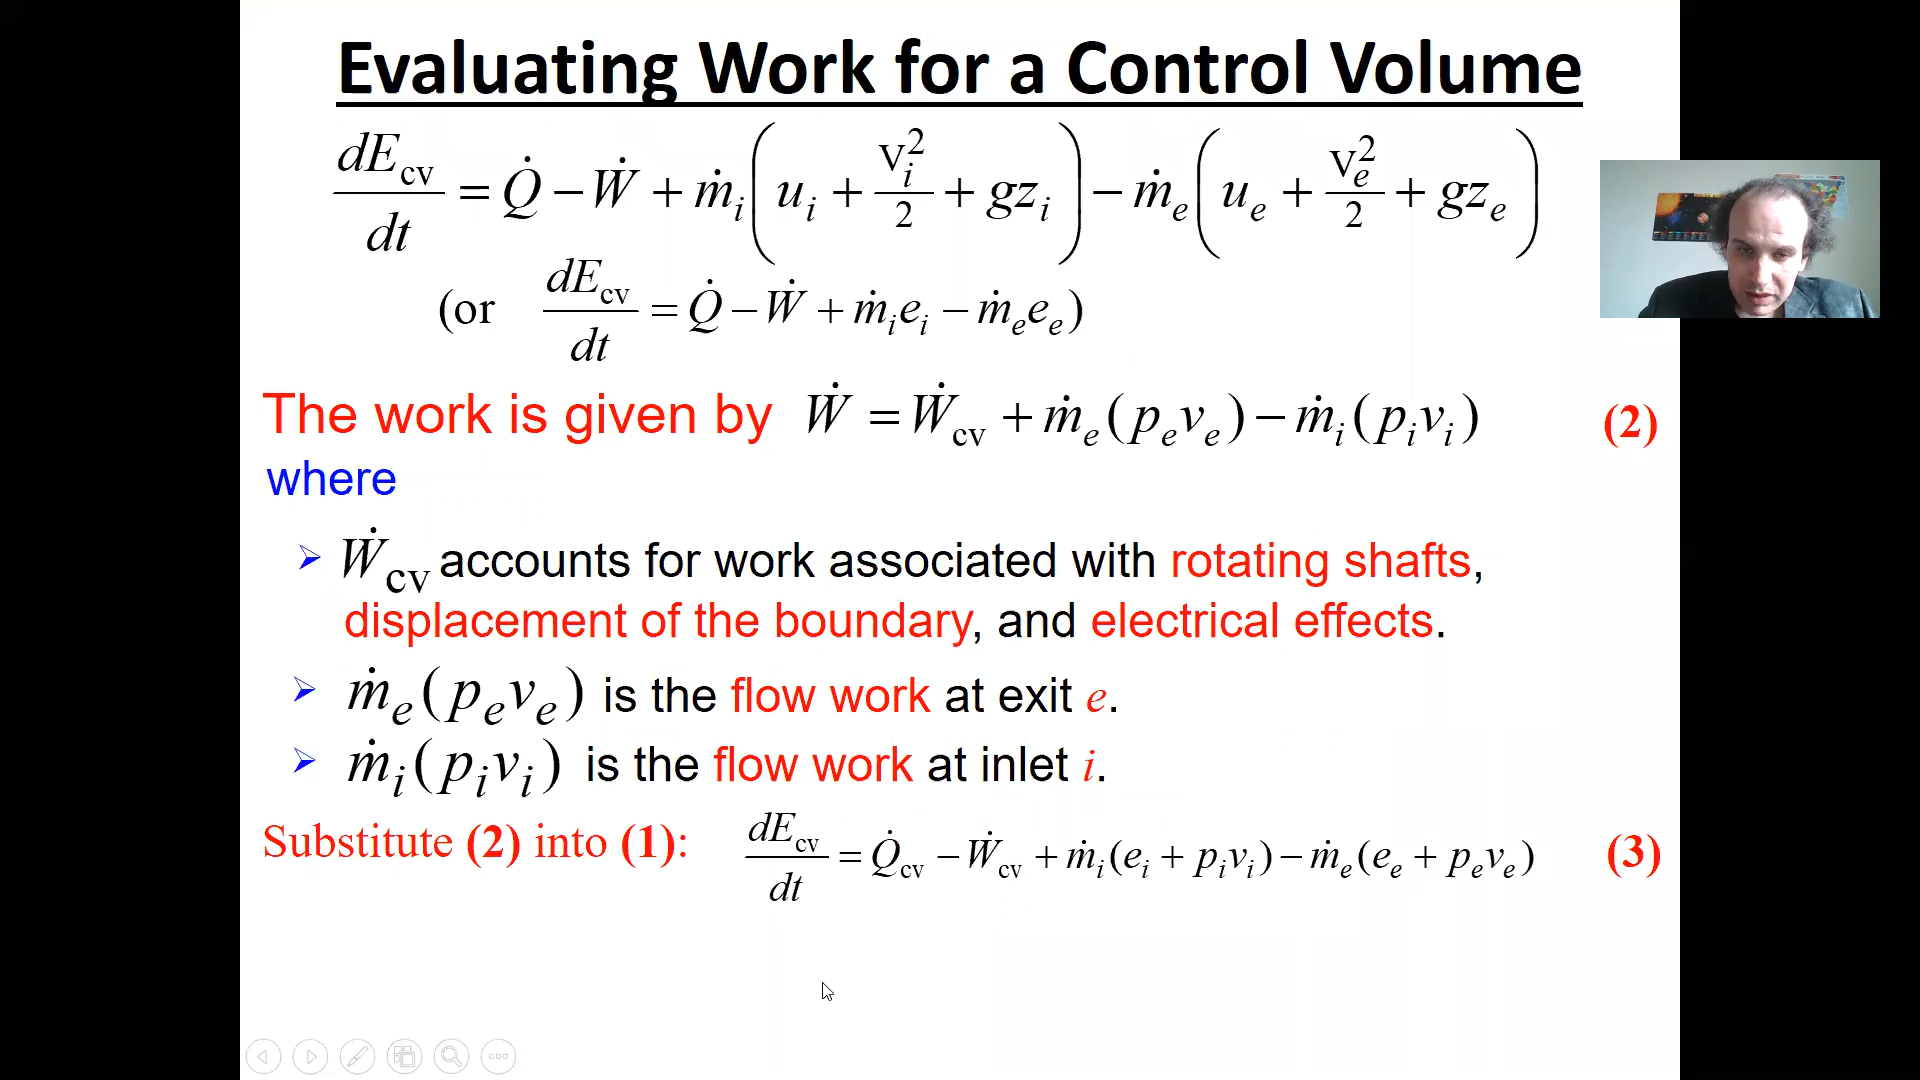 Evaluating Work for a Control Volume
dE_cv/dt = Q̇ − Ẇ + ṁ_i(u_i + V_i²/2 + gz_i) − ṁ_e(u_e + V_e²/2 + gz_e)
(or dE_cv/dt = Q̇ − Ẇ + ṁ_i e_i − ṁ_e e_e)
The work is given by Ẇ = Ẇ_cv + ṁ_e(p_e v_e) − ṁ_i(p_i v_i) (2)
where
➢ Ẇ_cv accounts for work associated with rotating shafts,
displacement of the boundary, and electrical effects.
➢ ṁ_e(p_e v_e) is the flow work at exit e.
➢ ṁ_i(p_i v_i) is the flow work at inlet i.
Substitute (2) into (1): dE_cv/dt = Q̇_cv − Ẇ_cv + ṁ_i(e_i + p_i v_i) − ṁ_e(e_e + p_e v_e) (3)